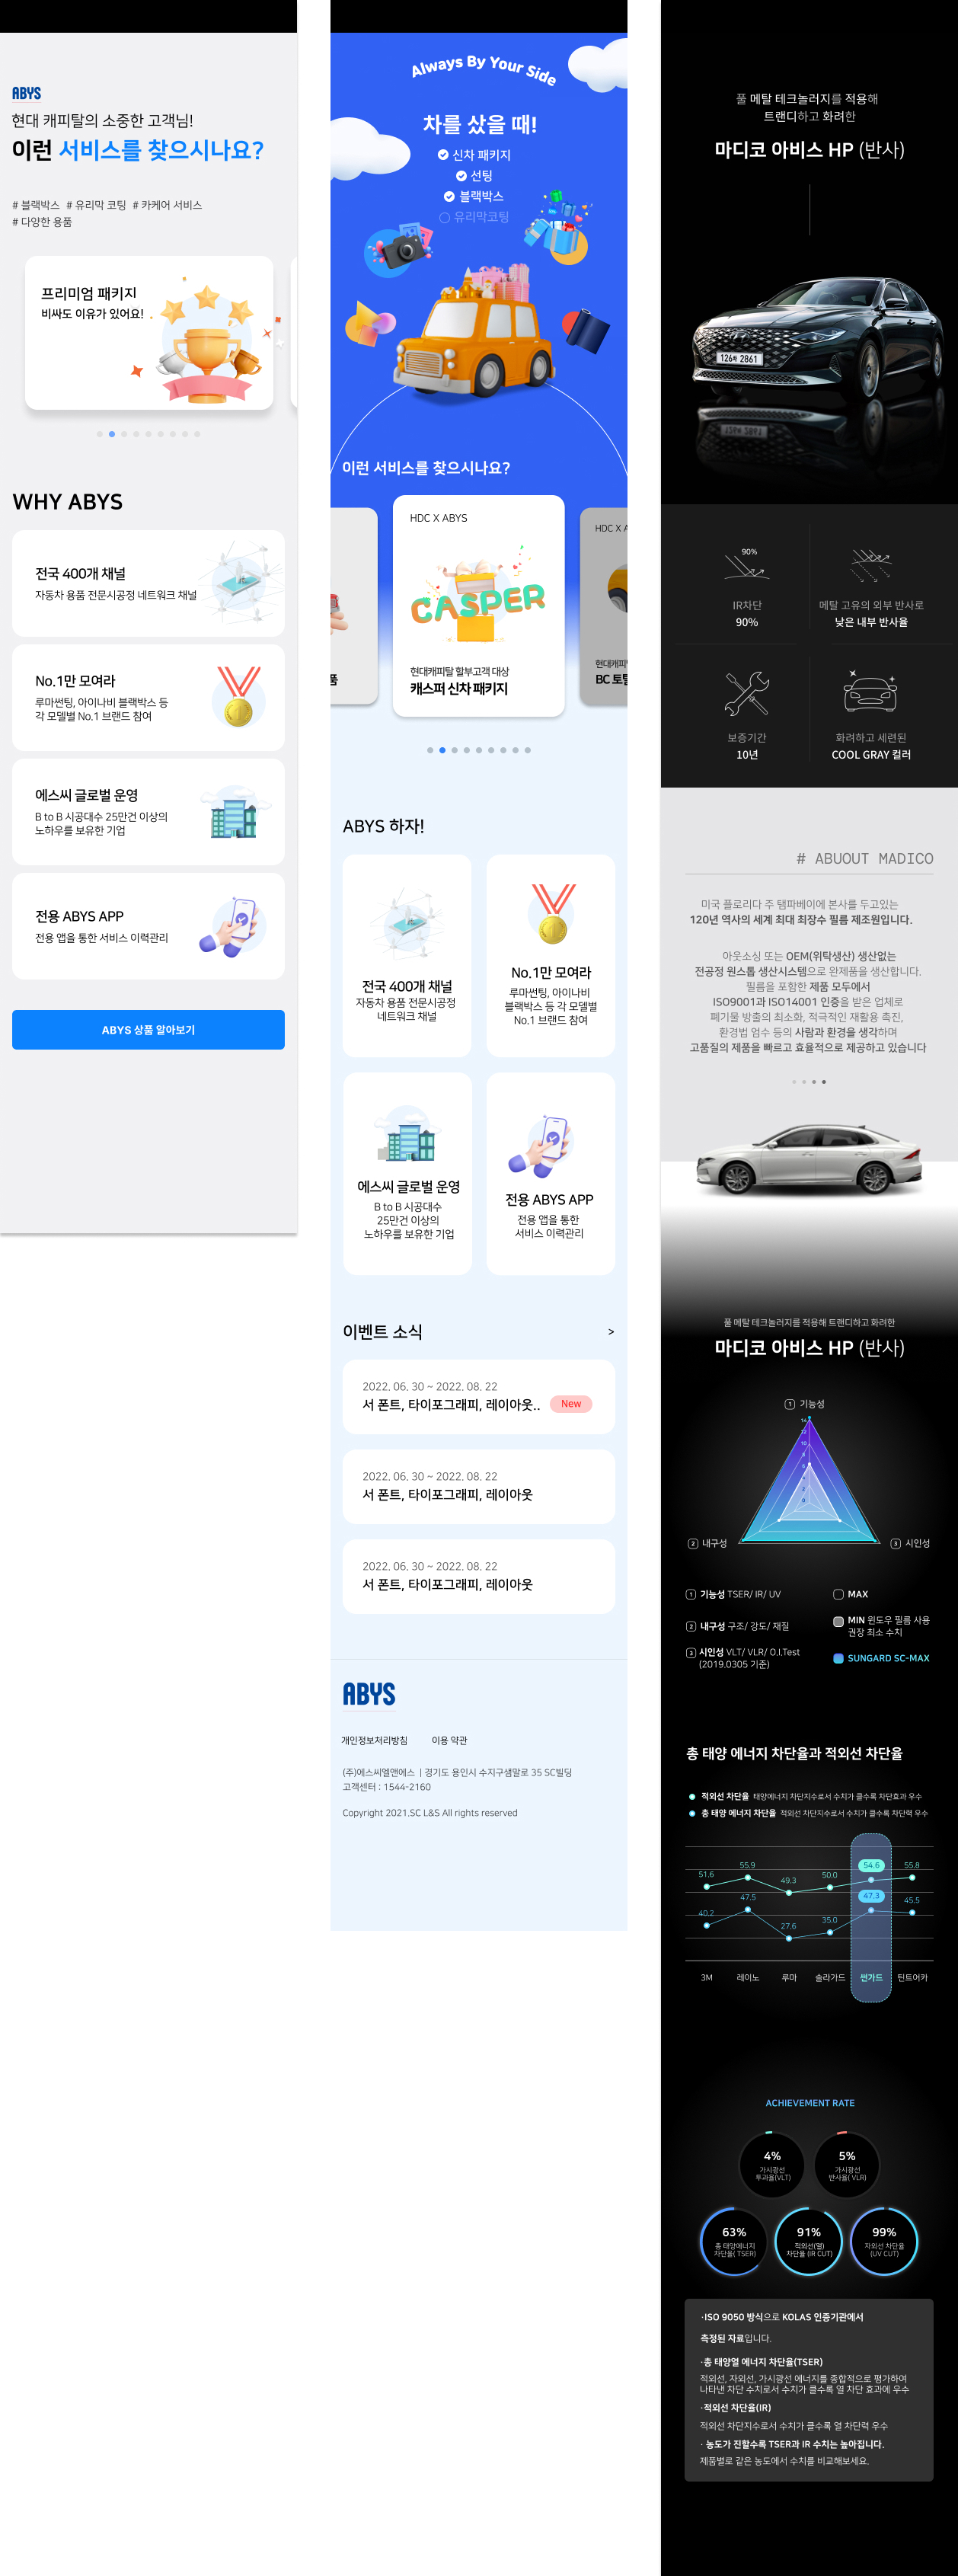 ABYS
현대 캐피탈의 소중한 고객님!
이런 서비스를 찾으시나요?
# 블랙박스 # 유리막 코팅 # 카케어 서비스
# 다양한 용품
프리미엄 패키지
비싸도 이유가 있어요!
WHY ABYS
전국 400개 채널
자동차 용품 전문시공정 네트워크 채널
No.1만 모여라
루마썬팅, 아이나비 블랙박스 등
각 모델별 No.1 브랜드 참여
에스씨 글로벌 운영
B to B 시공대수 25만건 이상의
노하우를 보유한 기업
전용 ABYS APP
전용 앱을 통한 서비스 이력관리
ABYS 상품 알아보기
Always By Your Side
차를 샀을 때!
신차 패키지
선팅
블랙박스
유리막코팅
이런 서비스를 찾으시나요?
품
HDC X ABYS
CASPER
현대캐피탈 할부고객 대상
캐스퍼 신차 패키지
HDC X A
현대캐피
BC 토탈
ABYS 하자!
전국 400개 채널
자동차 용품 전문시공정
네트워크 채널
No.1만 모여라
루마썬팅, 아이나비
블랙박스 등 각 모델별
No.1 브랜드 참여
에스씨 글로벌 운영
B to B 시공대수
25만건 이상의
노하우를 보유한 기업
전용 ABYS APP
전용 앱을 통한
서비스 이력관리
이벤트 소식
>
2022. 06. 30 ~ 2022. 08. 22
서 폰트, 타이포그래피, 레이아웃..
New
2022. 06. 30 ~ 2022. 08. 22
서 폰트, 타이포그래피, 레이아웃
2022. 06. 30 ~ 2022. 08. 22
서 폰트, 타이포그래피, 레이아웃
ABYS
개인정보처리방침 이용 약관
(주)에스씨엘앤에스 | 경기도 용인시 수지구샘말로 35 SC빌딩
고객센터 : 1544-2160
Copyright 2021.SC L&S All rights reserved
풀 메탈 테크놀러지를 적용해
트랜디하고 화려한
마디코 아비스 HP (반사)
126사 2861
90%
IR차단
90%
메탈 고유의 외부 반사로
낮은 내부 반사율
보증기간
10년
화려하고 세련된
COOL GRAY 컬러
# ABUOUT MADICO
미국 플로리다 주 탬파베이에 본사를 두고있는
120년 역사의 세계 최대 최장수 필름 제조원입니다.
아웃소싱 또는 OEM(위탁생산) 생산없는
전공정 원스톱 생산시스템으로 완제품을 생산합니다.
필름을 포함한 제품 모두에서
ISO9001과 ISO14001 인증을 받은 업체로
폐기물 방출의 최소화, 적극적인 재활용 촉진,
환경법 엄수 등의 사람과 환경을 생각하며
고품질의 제품을 빠르고 효율적으로 제공하고 있습니다
풀 메탈 테크놀러지를 적용해 트랜디하고 화려한
마디코 아비스 HP (반사)
1 기능성
14
12
10
8
6
4
2
0
2 내구성
3 시인성
1 기능성 TSER/ IR/ UV
2 내구성 구조/ 강도/ 재질
3 시인성 VLT/ VLR/ O.I.Test
(2019.0305 기준)
MAX
MIN 윈도우 필름 사용
권장 최소 수치
SUNGARD SC-MAX
총 태양 에너지 차단율과 적외선 차단율
적외선 차단율 태양에너지 차단지수로서 수치가 클수록 차단효과 우수
총 태양 에너지 차단율 적외선 차단지수로서 수치가 클수록 차단력 우수
51.6 55.9 49.3 50.0 54.6 55.8
40.2 47.5 27.6 35.0 47.3 45.5
3M 레이노 루마 솔라가드 썬가드 틴트어카
ACHIEVEMENT RATE
4%
가시광선
투과율(VLT)
5%
가시광선
반사율( VLR)
63%
총 태양에너지
차단율( TSER)
91%
적외선(열)
차단율 (IR CUT)
99%
자외선 차단율
(UV CUT)
·ISO 9050 방식으로 KOLAS 인증기관에서
측정된 자료입니다.
·총 태양열 에너지 차단율(TSER)
적외선, 자외선, 가시광선 에너지를 종합적으로 평가하여
나타낸 차단 수치로서 수치가 클수록 열 차단 효과에 우수
·적외선 차단율(IR)
적외선 차단지수로서 수치가 클수록 열 차단력 우수
· 농도가 진할수록 TSER과 IR 수치는 높아집니다.
제품별로 같은 농도에서 수치를 비교해보세요.